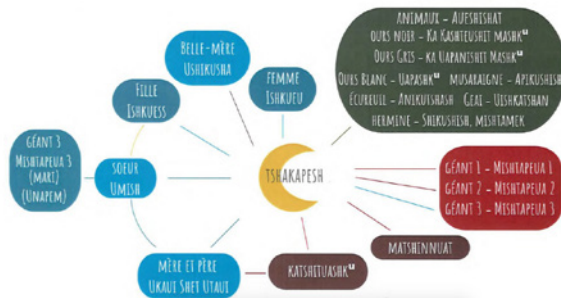 ANIMAUX – AUESHISHAT
OURS NOIR – KA KASHTEUSHIT MASHKᵘ
OURS GRIS – KA UAPANISHIT MASHKᵘ
OURS BLANC – UAPASHKᵘ MUSARAIGNE – APIKUSHISH
ÉCUREUIL – ANIKUTSHASH GEAI – UISHKATSHAN
HERMINE – SHIKUSHISH, MISHTAMEK
BELLE-MÈRE
USHIKUSHA
FEMME
ISHKUEU
FILLE
ISHKUESS
GÉANT 3
MISHTAPEUA 3
(MARI)
(UNAPEM)
SOEUR
UMISH
TSHAKAPESH
GÉANT 1 – MISHTAPEUA 1
GÉANT 2 – MISHTAPEUA 2
GÉANT 3 – MISHTAPEUA 3
MATSHINNUAT
MÈRE ET PÈRE
UKAUI SHET UTAUI
KATSHITUASHKᵘ